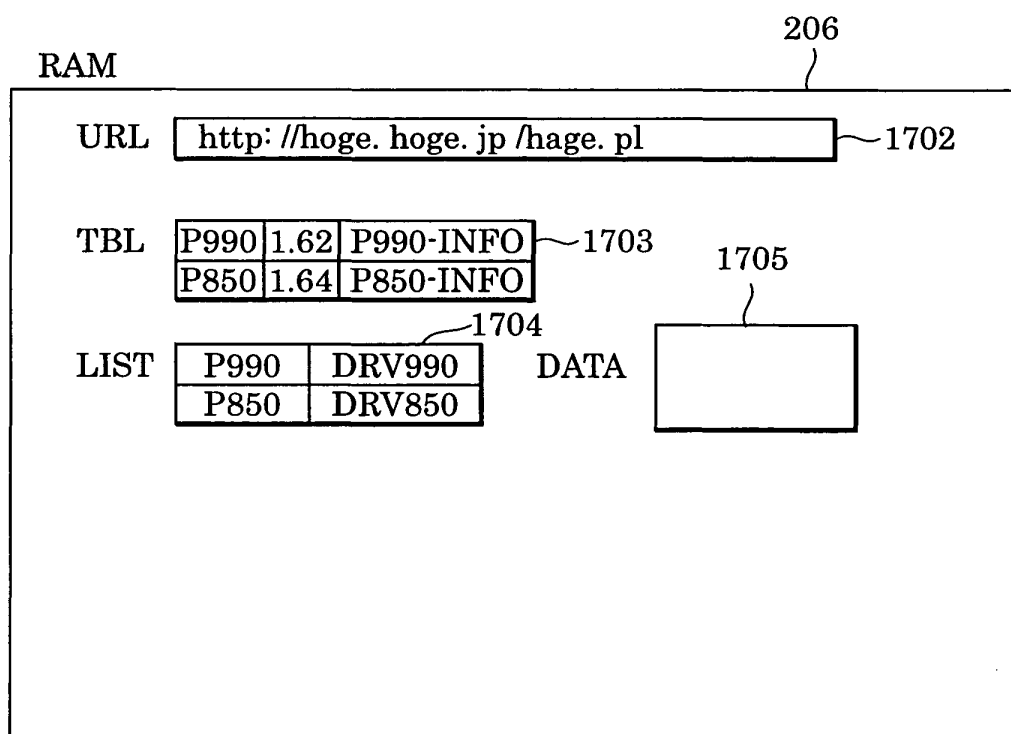 206
RAM
URL http: //hoge. hoge. jp /hage. pl 1702
TBL P990 1.62 P990-INFO 1703
P850 1.64 P850-INFO
1705
1704
LIST P990 DRV990 DATA
P850 DRV850